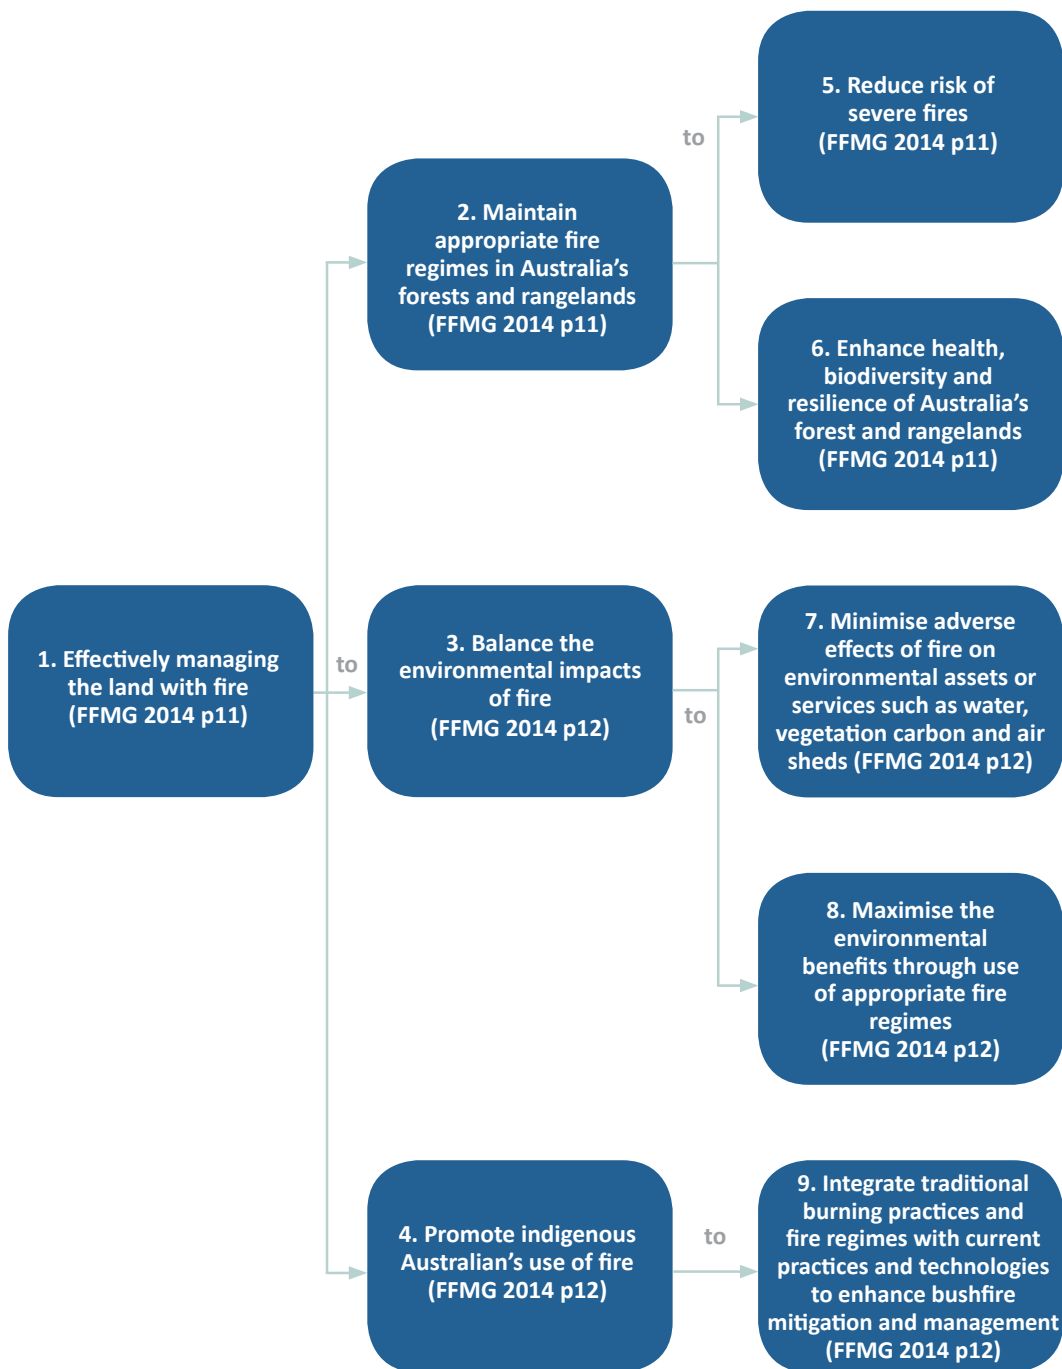 1. Effectively managing
the land with fire
(FFMG 2014 p11)
to
2. Maintain
appropriate fire
regimes in Australia’s
forests and rangelands
(FFMG 2014 p11)
to
5. Reduce risk of
severe fires
(FFMG 2014 p11)
6. Enhance health,
biodiversity and
resilience of Australia’s
forest and rangelands
(FFMG 2014 p11)
3. Balance the
environmental impacts
of fire
(FFMG 2014 p12)
to
7. Minimise adverse
effects of fire on
environmental assets or
services such as water,
vegetation carbon and air
sheds (FFMG 2014 p12)
8. Maximise the
environmental
benefits through use
of appropriate fire
regimes
(FFMG 2014 p12)
4. Promote indigenous
Australian’s use of fire
(FFMG 2014 p12)
to
9. Integrate traditional
burning practices and
fire regimes with current
practices and technologies
to enhance bushfire
mitigation and management
(FFMG 2014 p12)